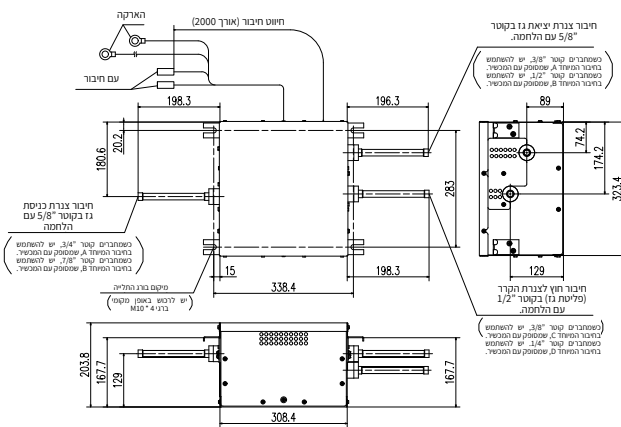 הארקה
חיווט חיבור (אורך 2000)
עם חיבור
חיבור צנרת יציאת גז בקוטר
5/8” עם הלחמה.
כשמחברים קוטר 3/8”, יש להשתמש
בחיבור המיוחד A, שמסופק עם המכשיר.
כשמחברים קוטר 1/2”, יש להשתמש
בחיבור המיוחד B, שמסופק עם המכשיר.
198.3
196.3
89
20.2
180.6
283
74.2
174.2
323.4
חיבור צנרת כניסת
גז בקוטר 5/8” עם
הלחמה
כשמחברים קוטר 3/4”, יש להשתמש
בחיבור המיוחד A, שמסופק עם המכשיר.
כשמחברים קוטר 7/8”, יש להשתמש
בחיבור המיוחד B, שמסופק עם המכשיר.
15
198.3
129
338.4
מיקום בורג התלייה
(יש לרכוש באופן מקומי
ברגי M10 * 4)
חיבור חוץ לצנרת הקרר
(פליטת גז) בקוטר 1/2”
עם הלחמה.
כשמחברים קוטר 3/8”, יש להשתמש
בחיבור המיוחד C, שמסופק עם המכשיר.
כשמחברים קוטר 1/4”. יש להשתמש
בחיבור המיוחד D, שמסופק עם המכשיר.
203.8
167.7
129
167.7
308.4